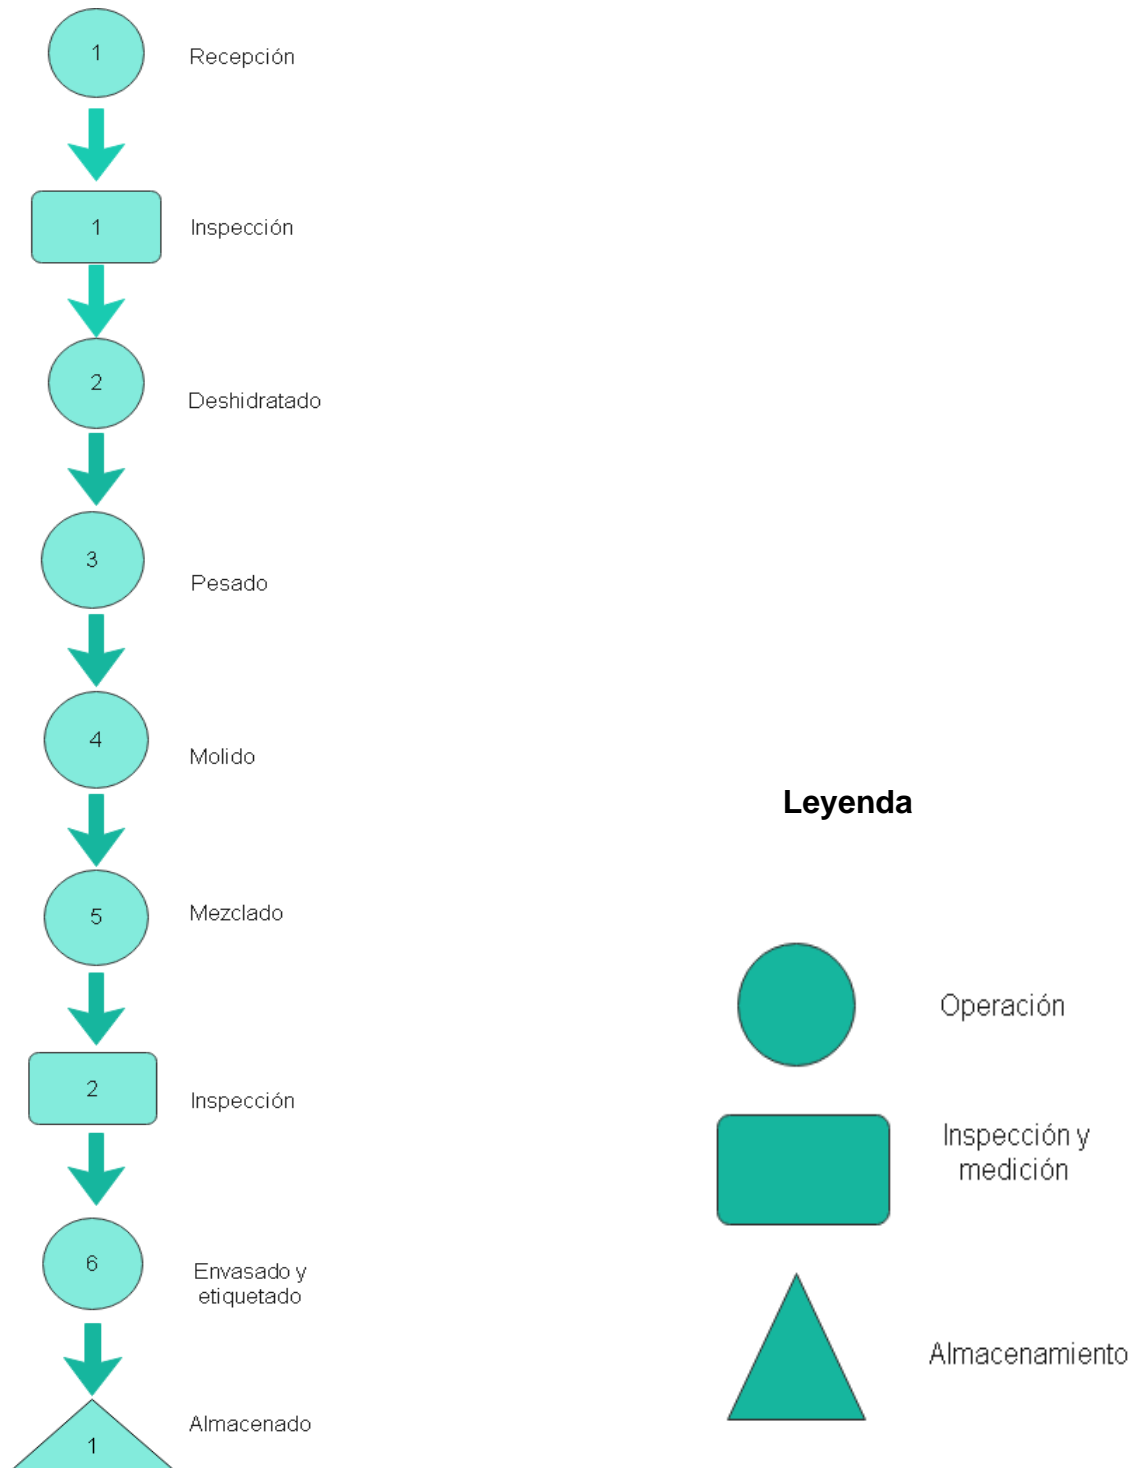 1
Recepción
1
Inspección
2
Deshidratado
3
Pesado
4
Molido
5
Mezclado
2
Inspección
6
Envasado y
etiquetado
1
Almacenado
Leyenda
Operación
Inspección y
medición
Almacenamiento